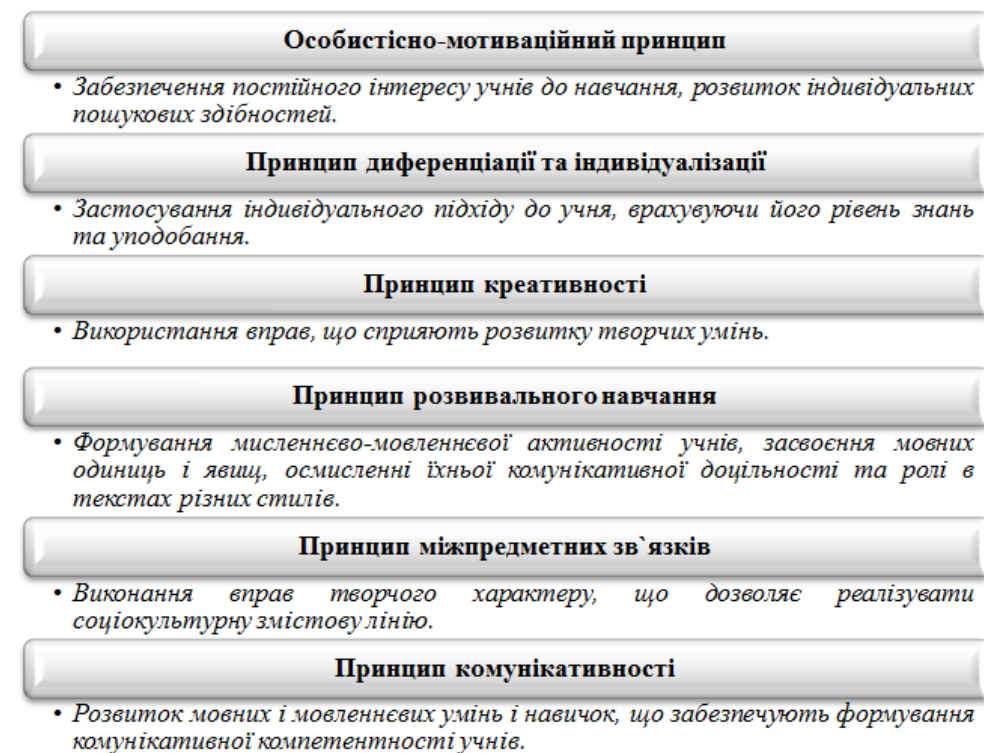 Особистісно-мотиваційний принцип
• Забезпечення постійного інтересу учнів до навчання, розвиток індивідуальних
пошукових здібностей.
Принцип диференціації та індивідуалізації
• Застосування індивідуального підхіду до учня, врахувуючи його рівень знань
та уподобання.
Принцип креативності
• Використання вправ, що сприяють розвитку творчих умінь.
Принцип розвивального навчання
• Формування мисленнєво-мовленнєвої активності учнів, засвоєння мовних
одиниць і явищ, осмисленні їхньої комунікативної доцільності та ролі в
текстах різних стилів.
Принцип міжпредметних зв`язків
• Виконання вправ творчого характеру, що дозволяє реалізувати
соціокультурну змістову лінію.
Принцип комунікативності
• Розвиток мовних і мовленнєвих умінь і навичок, що забезпечують формування
комунікативної компетентності учнів.